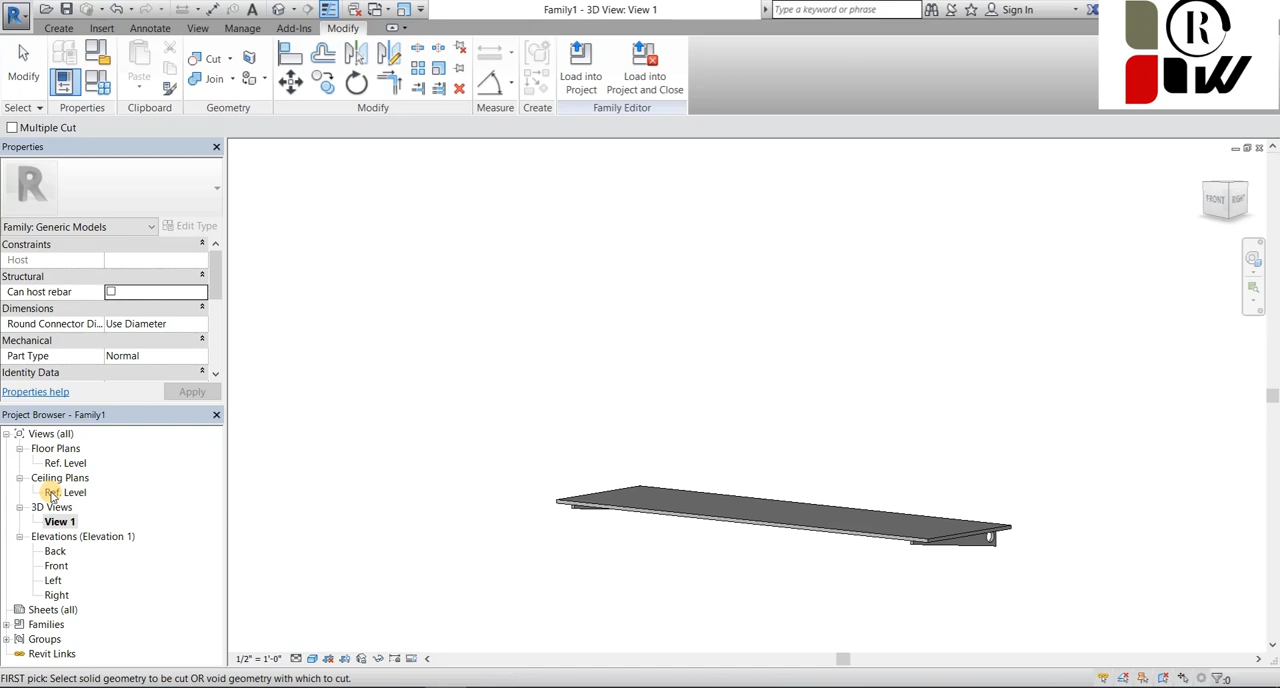 Family1 - 3D View: View 1
Type a keyword or phrase
Sign In
Create Insert Annotate View Manage Add-Ins Modify
Modify
Paste
Cut
Join
Load into
Project
Load into
Project and Close
Select Properties Clipboard Geometry Modify Measure Create Family Editor
Multiple Cut
Properties
R
Family: Generic Models
Edit Type
Constraints
Host
Structural
Can host rebar
Dimensions
Round Connector Di... Use Diameter
Mechanical
Part Type Normal
Identity Data
Properties help
Apply
Project Browser - Family1
Views (all)
Floor Plans
Ref. Level
Ceiling Plans
Ref. Level
3D Views
View 1
Elevations (Elevation 1)
Back
Front
Left
Right
Sheets (all)
Families
Groups
Revit Links
FRONT RIGHT
1/2" = 1'-0"
FIRST pick: Select solid geometry to be cut OR void geometry with which to cut.
:0
R